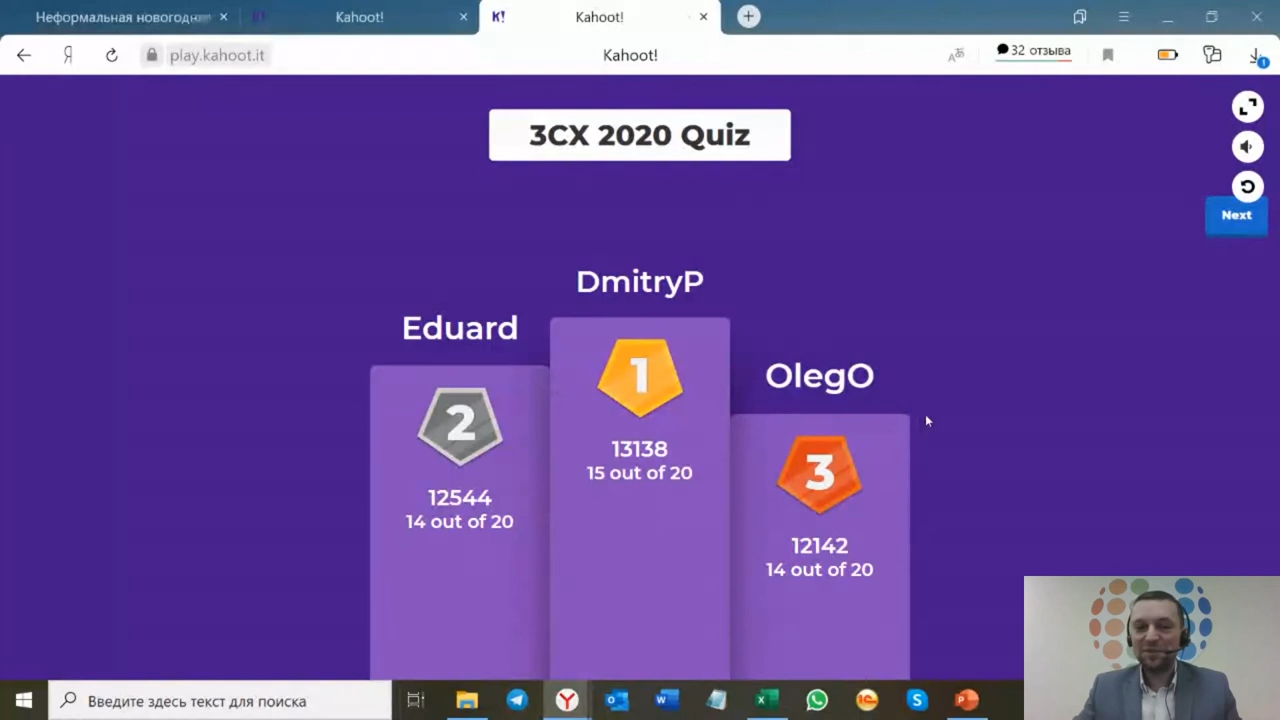 Неформальная новогодн
Kahoot!
K! Kahoot!
play.kahoot.it
Kahoot!
32 отзыва
1
3CX 2020 Quiz
Next
DmitryP
Eduard
OlegO
1
2
3
13138
15 out of 20
12544
14 out of 20
12142
14 out of 20
Введите здесь текст для поиска